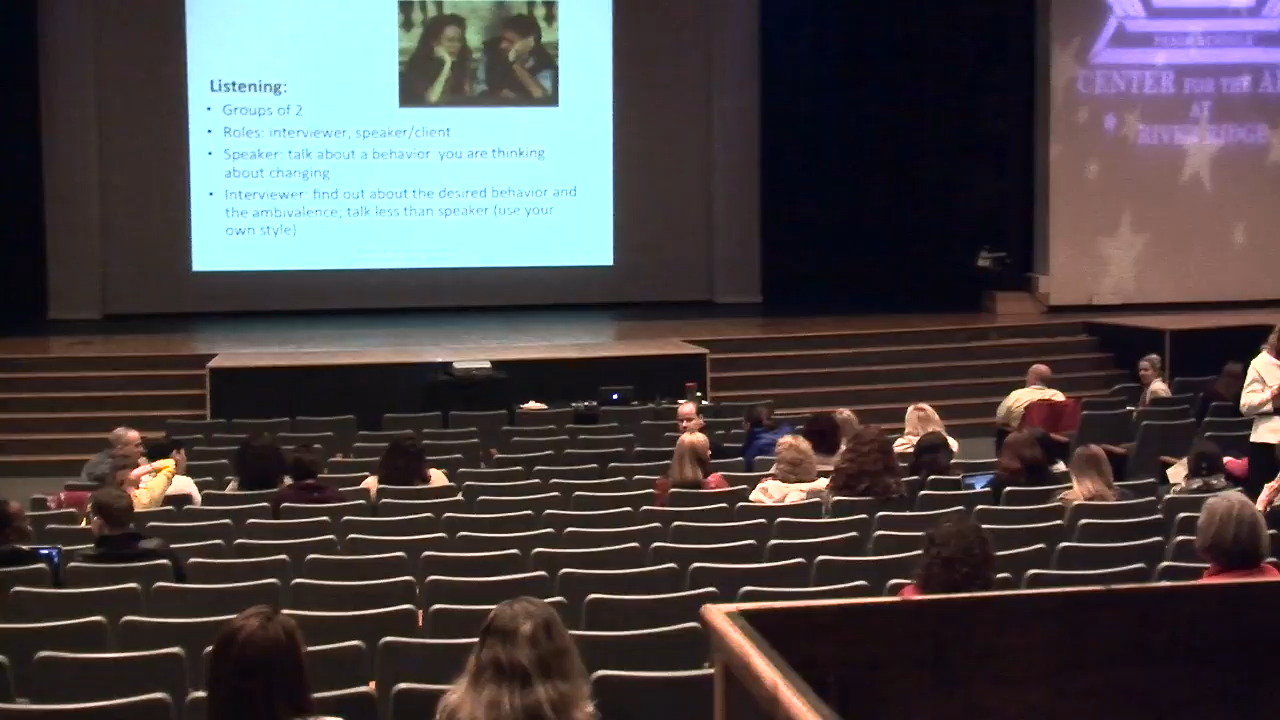 Listening:
• Groups of 2
• Roles: interviewer, speaker/client
• Speaker: talk about a behavior you are thinking
about changing
• Interviewer: find out about the desired behavior and
the ambivalence; talk less than speaker (use your
own style)
CENTER FOR THE
AT
RIVER RIDGE